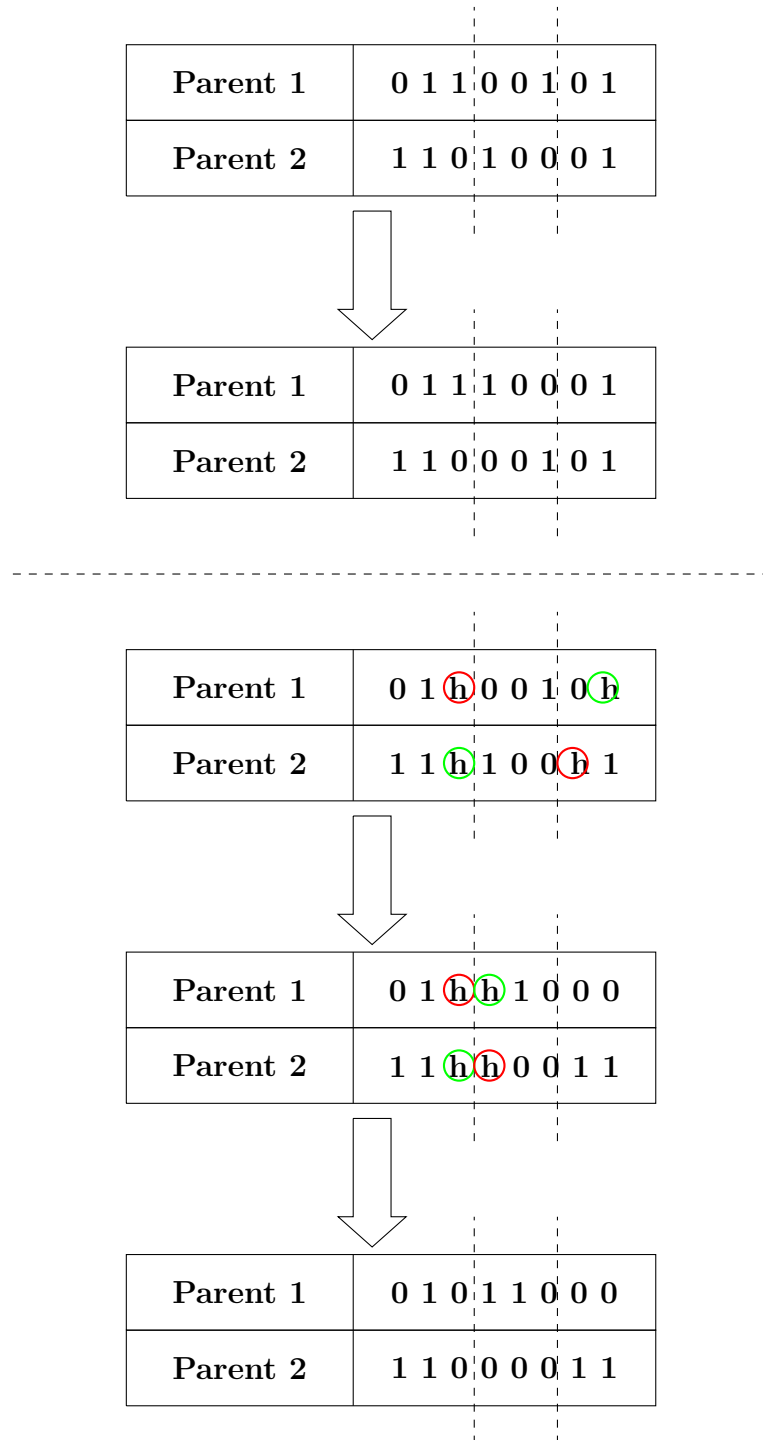 Parent 1 0 1 1 0 0 1 0 1
Parent 2 1 1 0 1 0 0 0 1
Parent 1 0 1 1 1 0 0 0 1
Parent 2 1 1 0 0 0 1 0 1
Parent 1 0 1 h 0 0 1 0 h
Parent 2 1 1 h 1 0 0 h 1
Parent 1 0 1 h h 1 0 0 0
Parent 2 1 1 h h 0 0 1 1
Parent 1 0 1 0 1 1 0 0 0
Parent 2 1 1 0 0 0 0 1 1